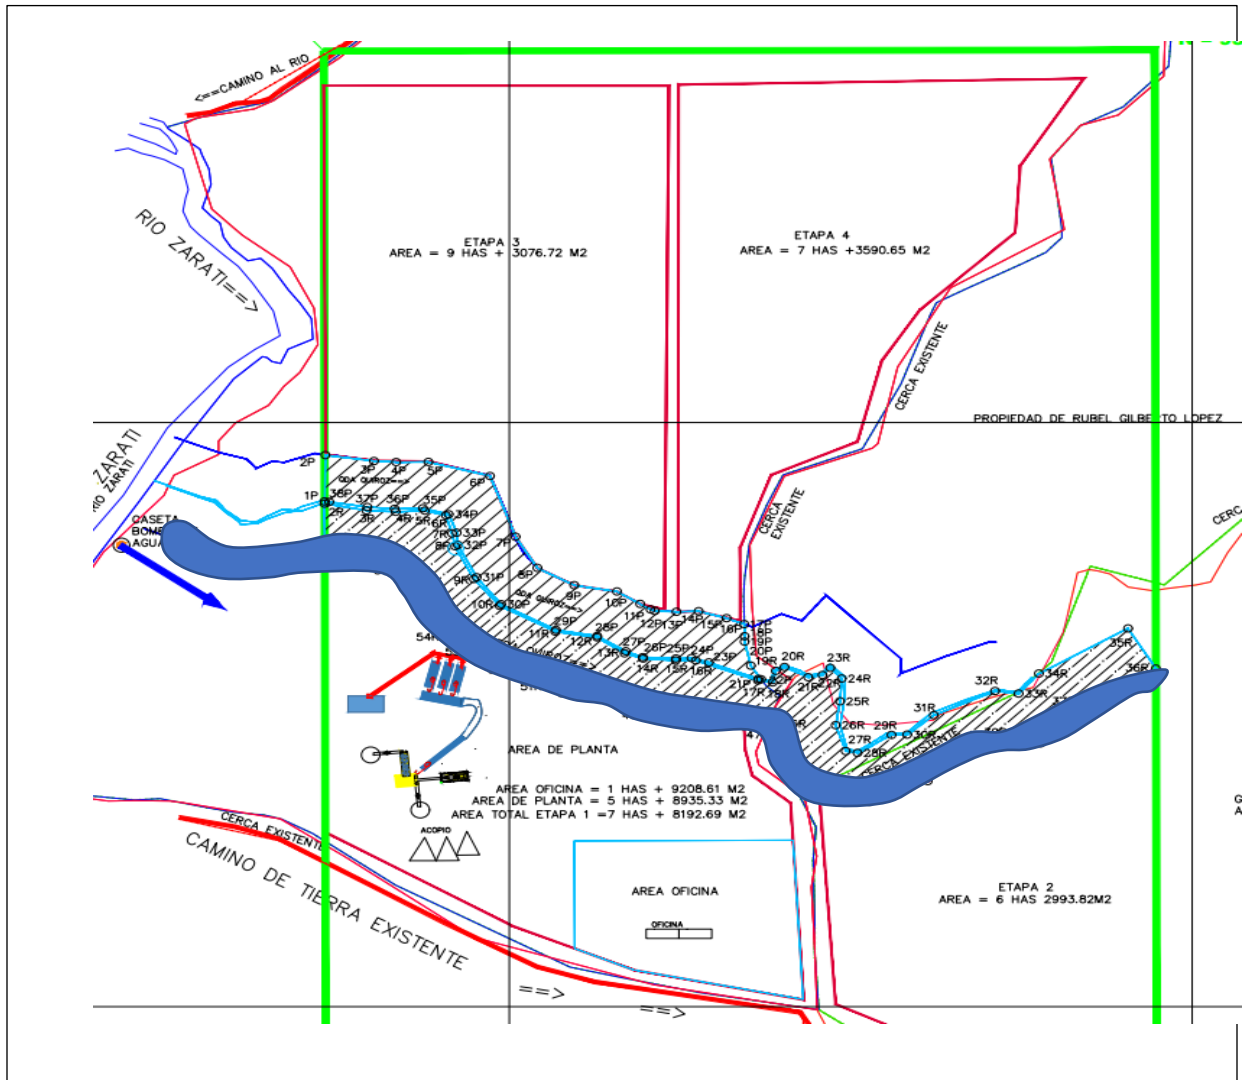 <==CAMINO AL RIO
RIO ZARATI==>
ETAPA 3
AREA = 9 HAS + 3076.72 M2
ETAPA 4
AREA = 7 HAS +3590.65 M2
CERCA EXISTENTE
PROPIEDAD DE RUBEL GILBERTO LOPEZ
ZARATI
RIO ZARATI
CASETA
BOMB
AGUA
CERCA
EXISTENTE
CERC
2P
3P
4P
5P
6P
QDA QUIROZ==>
1P
38P
2R
37P
3R
36P
4R
35P
5R
34P
6R
33P
7R
32P
8R
7P
8P
9P
10P
11P
12P
13P
14P
15P
16P
17P
18P
19P
20P
31P
9R
30P
10R
QDA QUIROZ==>
29P
11R
28P
12R
27P
13R
26P
14R
25P
15R
24P
16R
23P
21P
17R
18R
19R
20R
21R
23R
24R
25R
26R
27R
28R
29R
30R
31R
32R
33R
34R
35R
36R
QUIROZ==>
54R
CERCA EXISTENTE
AREA DE PLANTA
AREA OFICINA = 1 HAS + 9208.61 M2
AREA DE PLANTA = 5 HAS + 8935.33 M2
AREA TOTAL ETAPA 1 =7 HAS + 8192.69 M2
ACOPIO
CERCA EXISTENTE
CAMINO DE TIERRA EXISTENTE
==>
==>
AREA OFICINA
OFICINA
ETAPA 2
AREA = 6 HAS 2993.82M2
G
A